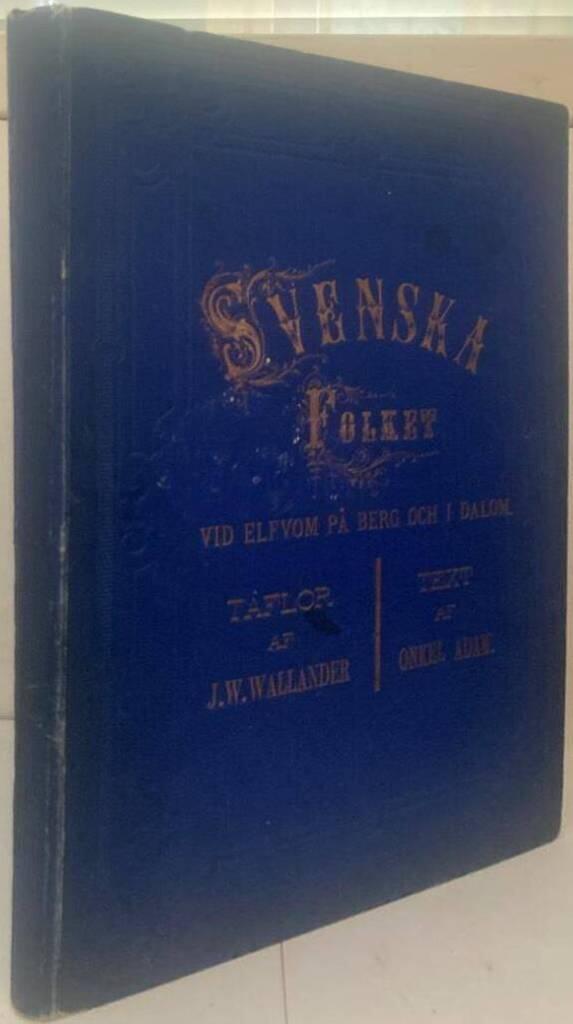 SVENSKA
FOLKET
VID ELFVOM PÅ BERG OCH I DALOM.
TAFLOR
AF
J.W.WALLANDER
TEXT
AF
ONKEL ADAM.